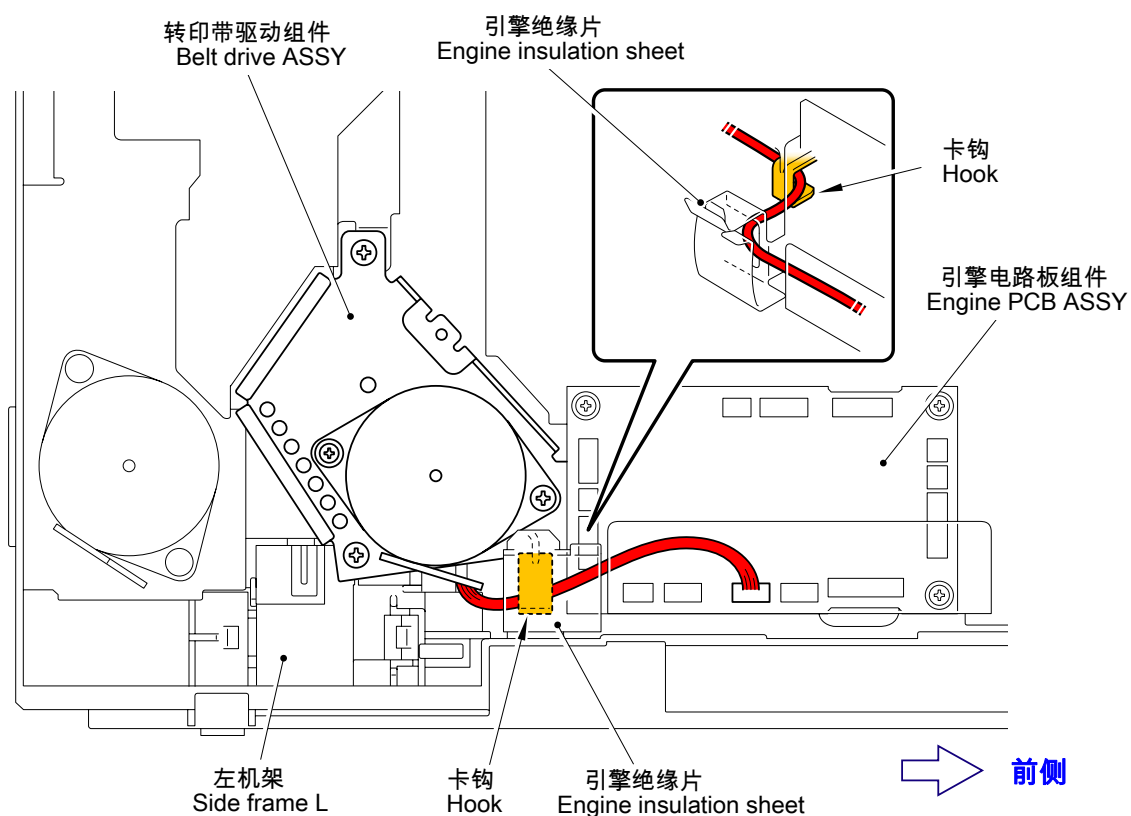 转印带驱动组件
Belt drive ASSY
引擎绝缘片
Engine insulation sheet
卡钩
Hook
引擎电路板组件
Engine PCB ASSY
左机架
Side frame L
卡钩
Hook
引擎绝缘片
Engine insulation sheet
前侧